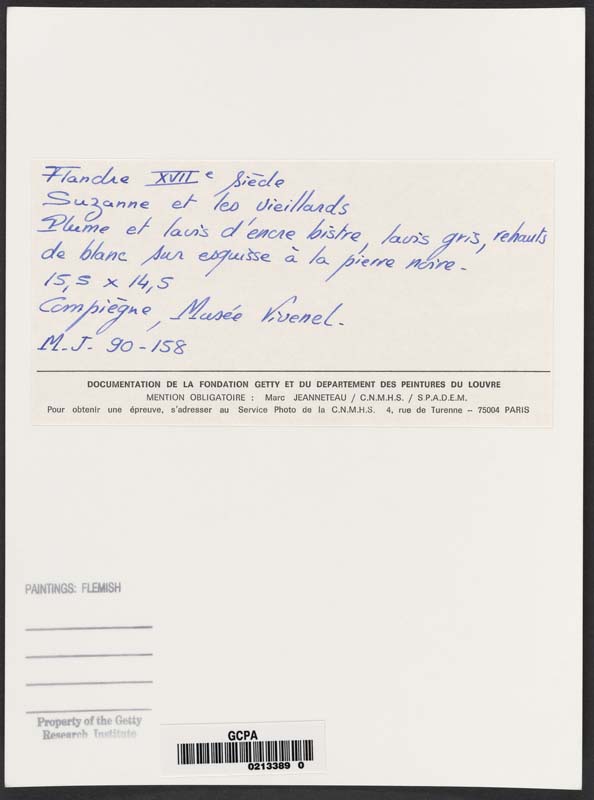 Flandre XVIIe siècle
Suzanne et les vieillards
Plume et lavis d'encre bistre, lavis gris, rehauts
de blanc sur esquisse à la pierre noire -
15,5 x 14,5
Compiègne, Musée Vivenel.
M.J- 90-158
DOCUMENTATION DE LA FONDATION GETTY ET DU DEPARTEMENT DES PEINTURES DU LOUVRE
MENTION OBLIGATOIRE : Marc JEANNETEAU / C.N.M.H.S. / S.P.A.D.E.M.
Pour obtenir une épreuve, s'adresser au Service Photo de la C.N.M.H.S. 4, rue de Turenne – 75004 PARIS
PAINTINGS: FLEMISH
Property of the Getty
Research Institute
GCPA
0213389 0